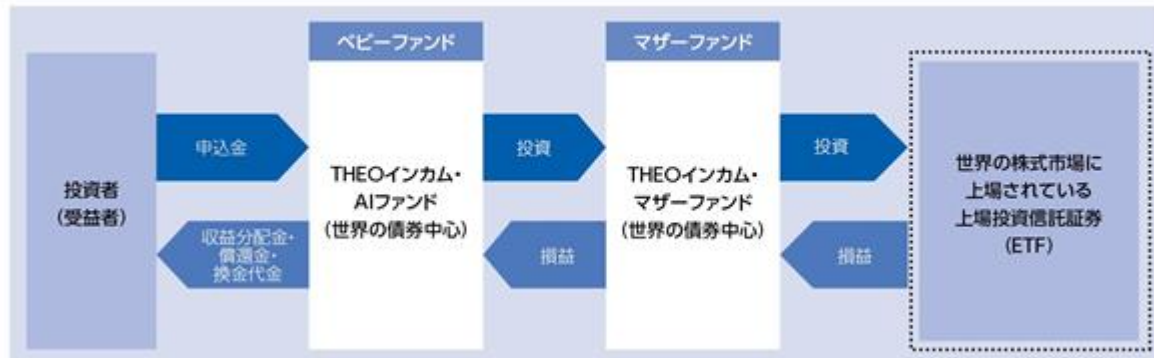 ベビーファンド
マザーファンド
投資者
(受益者)
申込金
収益分配金・
償還金・
換金代金
THEOインカム・
AIファンド
(世界の債券中心)
投資
損益
THEOインカム・
マザーファンド
(世界の債券中心)
投資
損益
世界の株式市場に
上場されている
上場投資信託証券
(ETF)